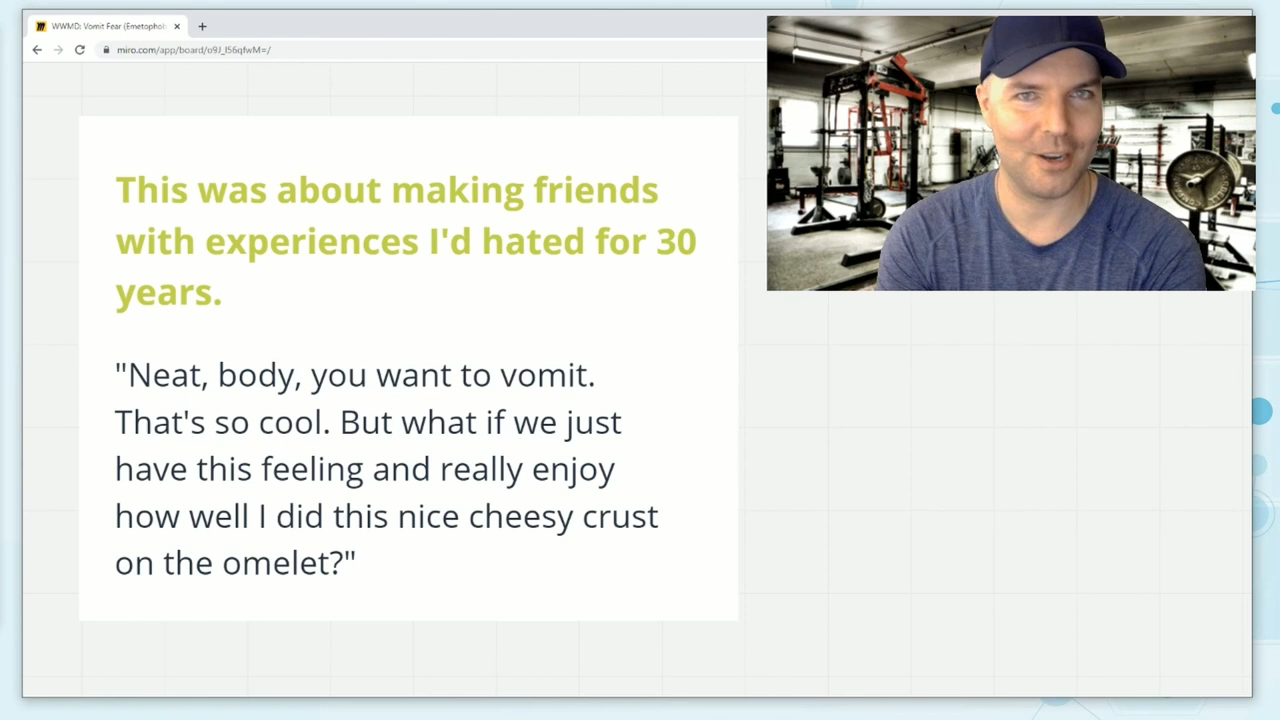 WWMD: Vomit Fear (Emetophob
miro.com/app/board/o9J_l56qfwM=/
This was about making friends
with experiences I'd hated for 30
years.
"Neat, body, you want to vomit.
That's so cool. But what if we just
have this feeling and really enjoy
how well I did this nice cheesy crust
on the omelet?"